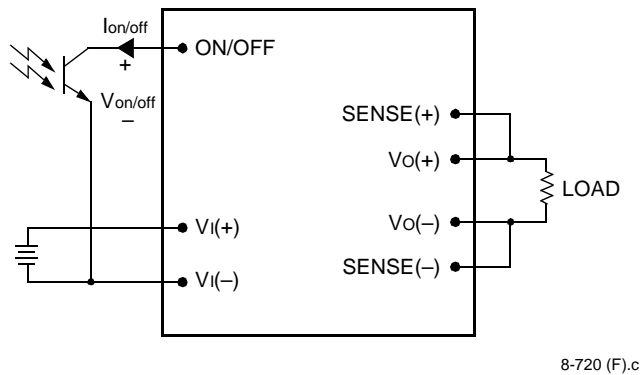 Ion/off
ON/OFF
+
Von/off
–
SENSE(+)
VO(+)
LOAD
VI(+)
VO(–)
SENSE(–)
VI(–)
8-720 (F).c